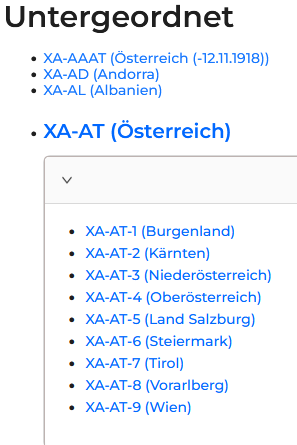 Untergeordnet
XA-AAAT (Österreich (-12.11.1918))
XA-AD (Andorra)
XA-AL (Albanien)
XA-AT (Österreich)
XA-AT-1 (Burgenland)
XA-AT-2 (Kärnten)
XA-AT-3 (Niederösterreich)
XA-AT-4 (Oberösterreich)
XA-AT-5 (Land Salzburg)
XA-AT-6 (Steiermark)
XA-AT-7 (Tirol)
XA-AT-8 (Vorarlberg)
XA-AT-9 (Wien)